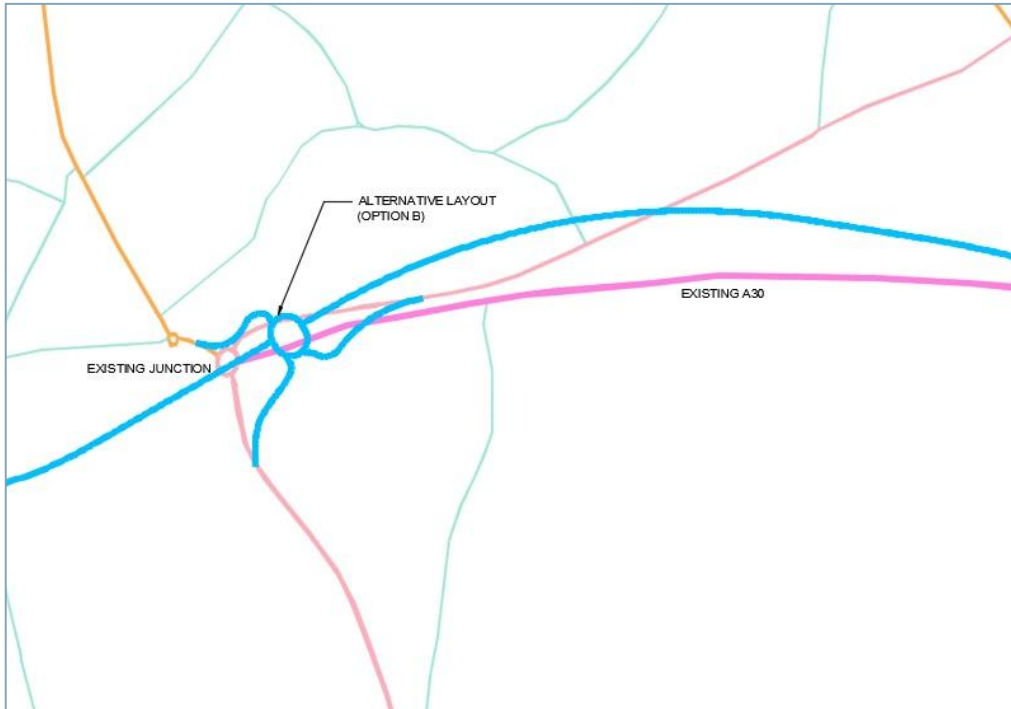 ALTERNATIVE LAYOUT
(OPTION B)
EXISTING A30
EXISTING JUNCTION